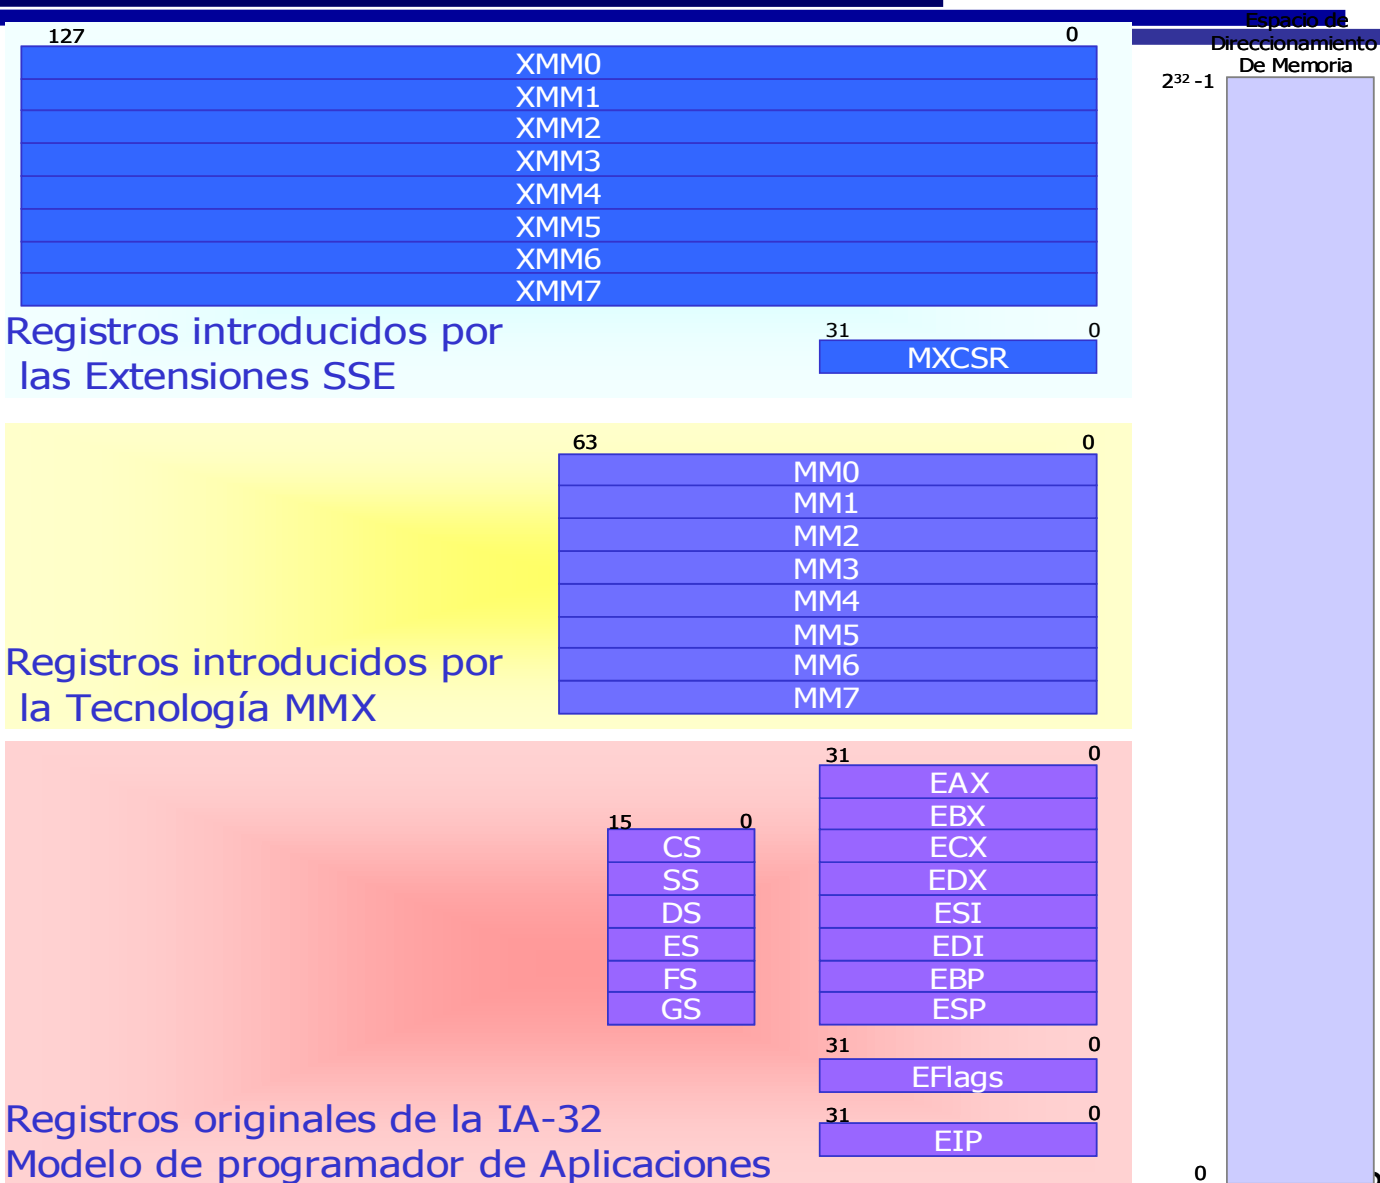 Espacio de
Direccionamiento
De Memoria
2³² -1
127 0
XMM0
XMM1
XMM2
XMM3
XMM4
XMM5
XMM6
XMM7
Registros introducidos por
las Extensiones SSE
31 0
MXCSR
63 0
MM0
MM1
MM2
MM3
MM4
MM5
MM6
MM7
Registros introducidos por
la Tecnología MMX
31 0
EAX
EBX
ECX
EDX
ESI
EDI
EBP
ESP
15 0
CS
SS
DS
ES
FS
GS
31 0
EFlags
31 0
EIP
Registros originales de la IA-32
Modelo de programador de Aplicaciones
0